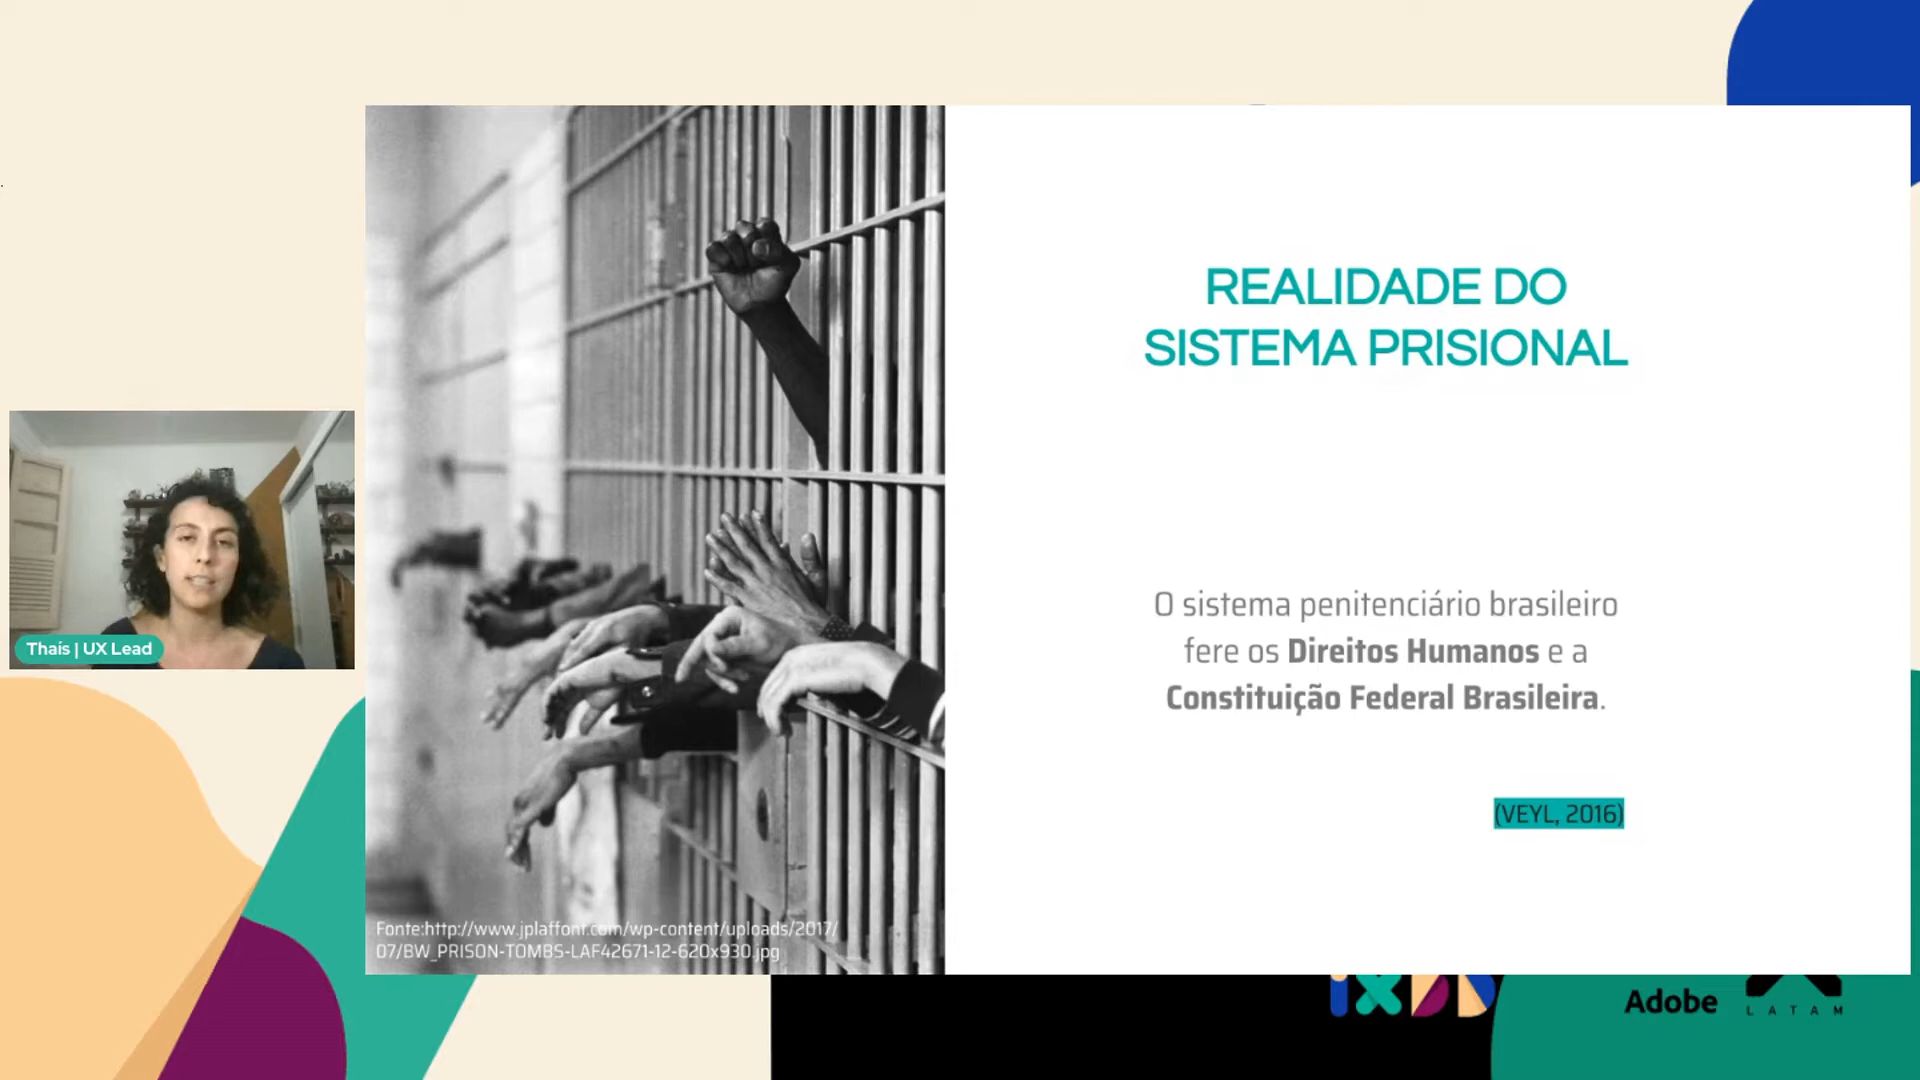 REALIDADE DO
SISTEMA PRISIONAL
O sistema penitenciário brasileiro
fere os Direitos Humanos e a
Constituição Federal Brasileira.
(VEYL, 2016)
Thaís | UX Lead
Fonte:http://www.jplaffont.com/wp-content/uploads/2017/
07/BW_PRISON-TOMBS-LAF42671-12-620x930.jpg
ixDD
Adobe
LATAM